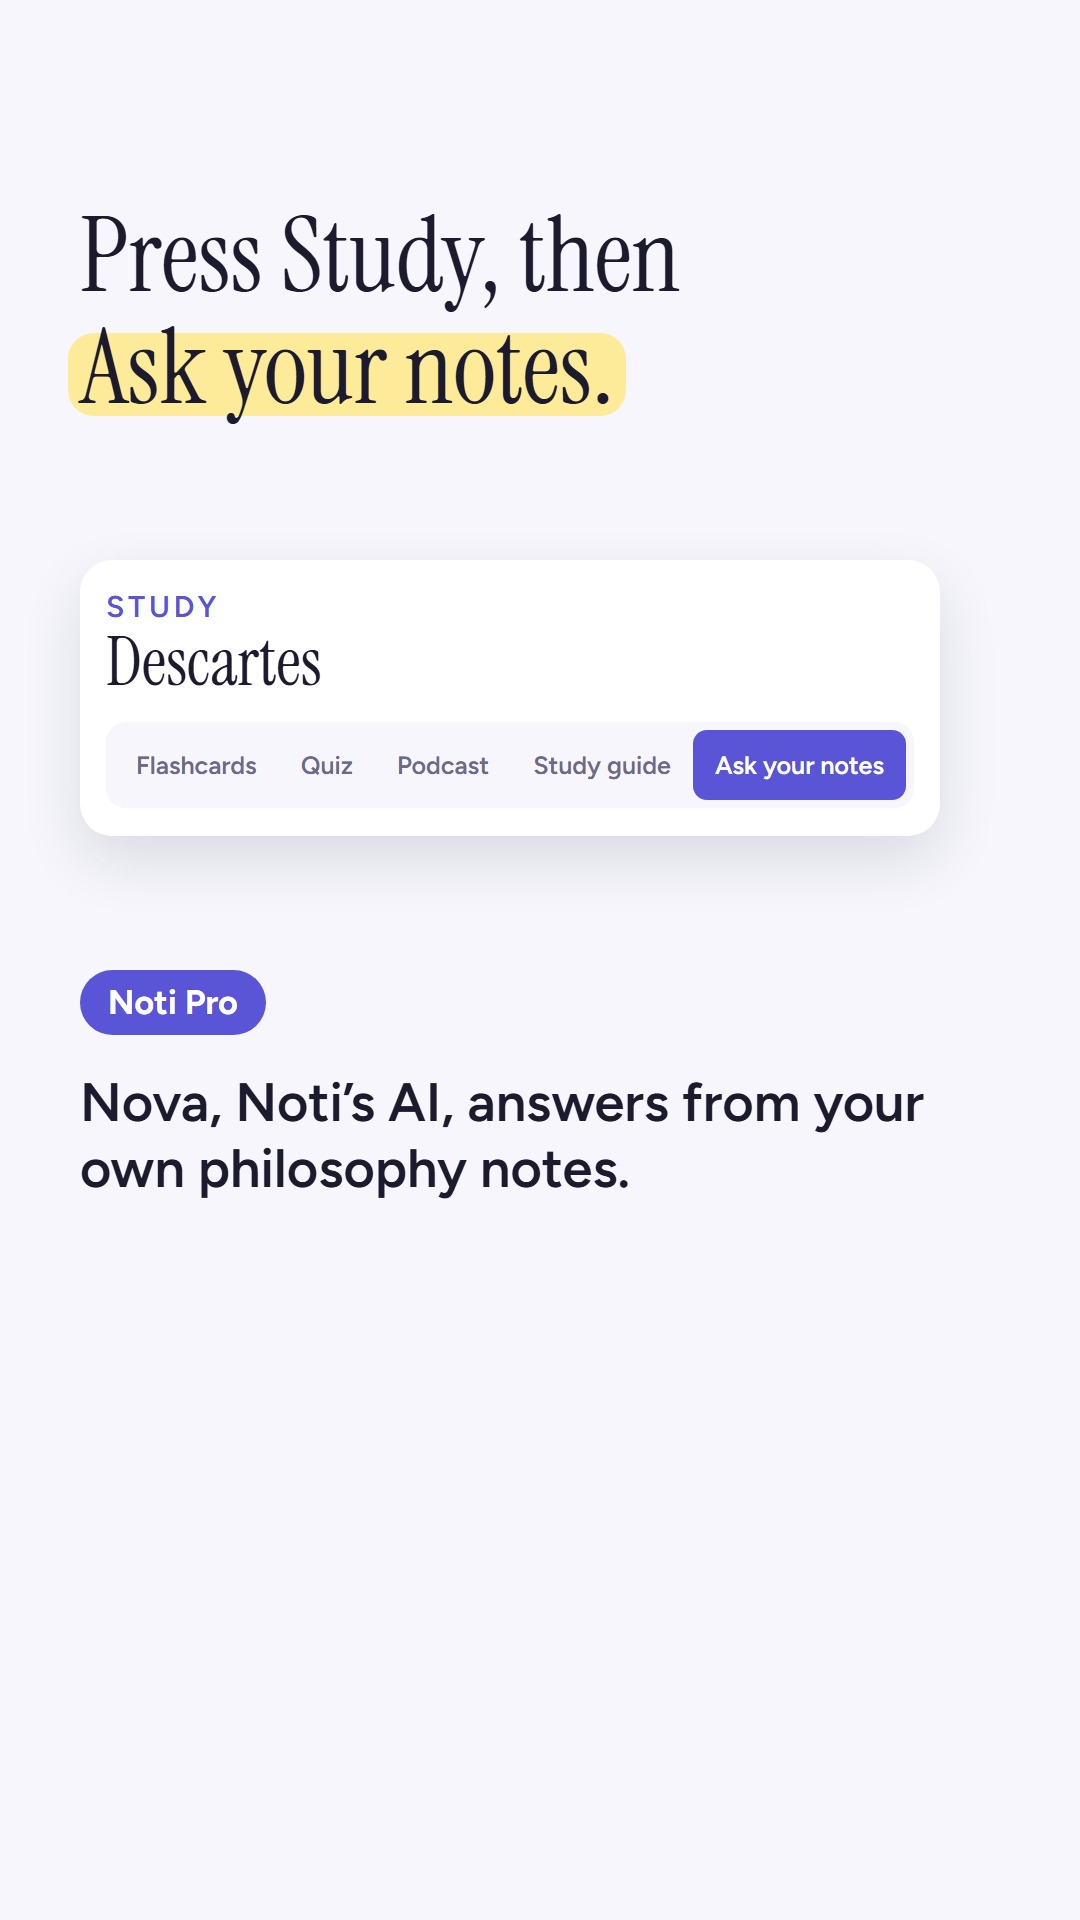 Press Study, then
Ask your notes.
STUDY
Descartes
Flashcards Quiz Podcast Study guide Ask your notes
Noti Pro
Nova, Noti’s AI, answers from your
own philosophy notes.